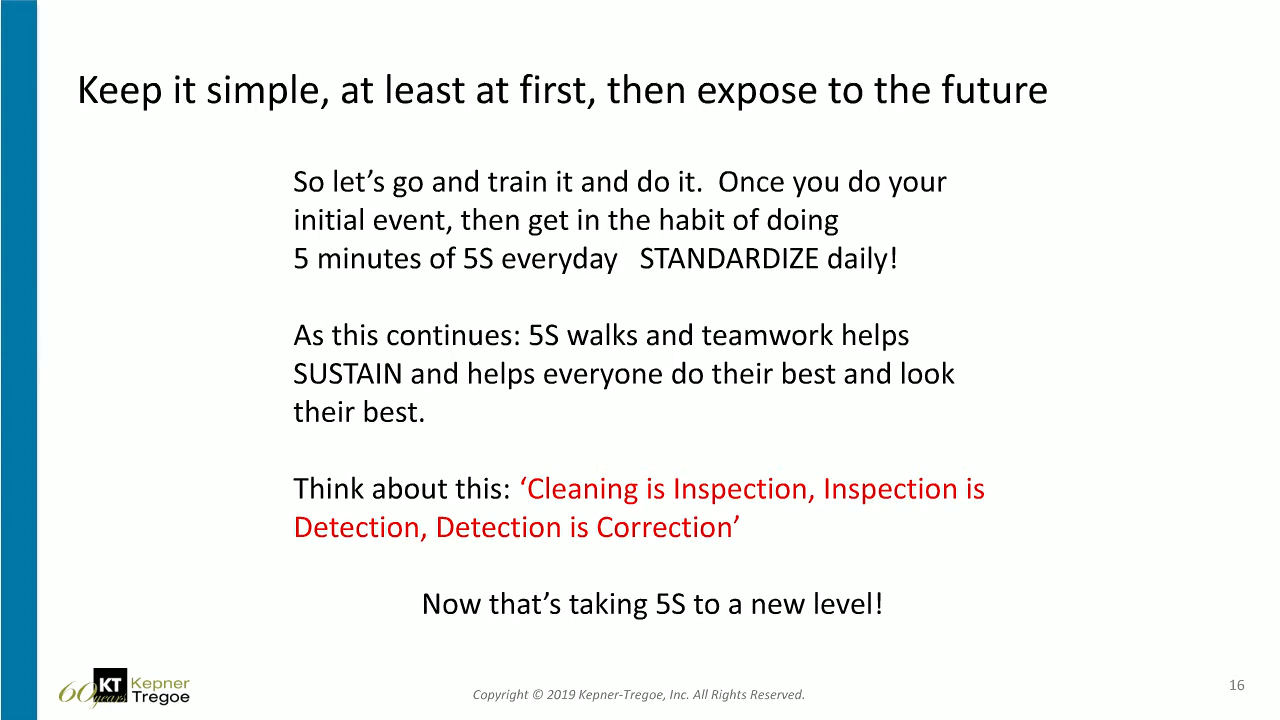 Keep it simple, at least at first, then expose to the future
So let’s go and train it and do it.  Once you do your
initial event, then get in the habit of doing
5 minutes of 5S everyday   STANDARDIZE daily!
As this continues: 5S walks and teamwork helps
SUSTAIN and helps everyone do their best and look
their best.
Think about this: ‘Cleaning is Inspection, Inspection is
Detection, Detection is Correction’
Now that’s taking 5S to a new level!
60 years
KT
Kepner
Tregoe
Copyright © 2019 Kepner-Tregoe, Inc. All Rights Reserved.
16